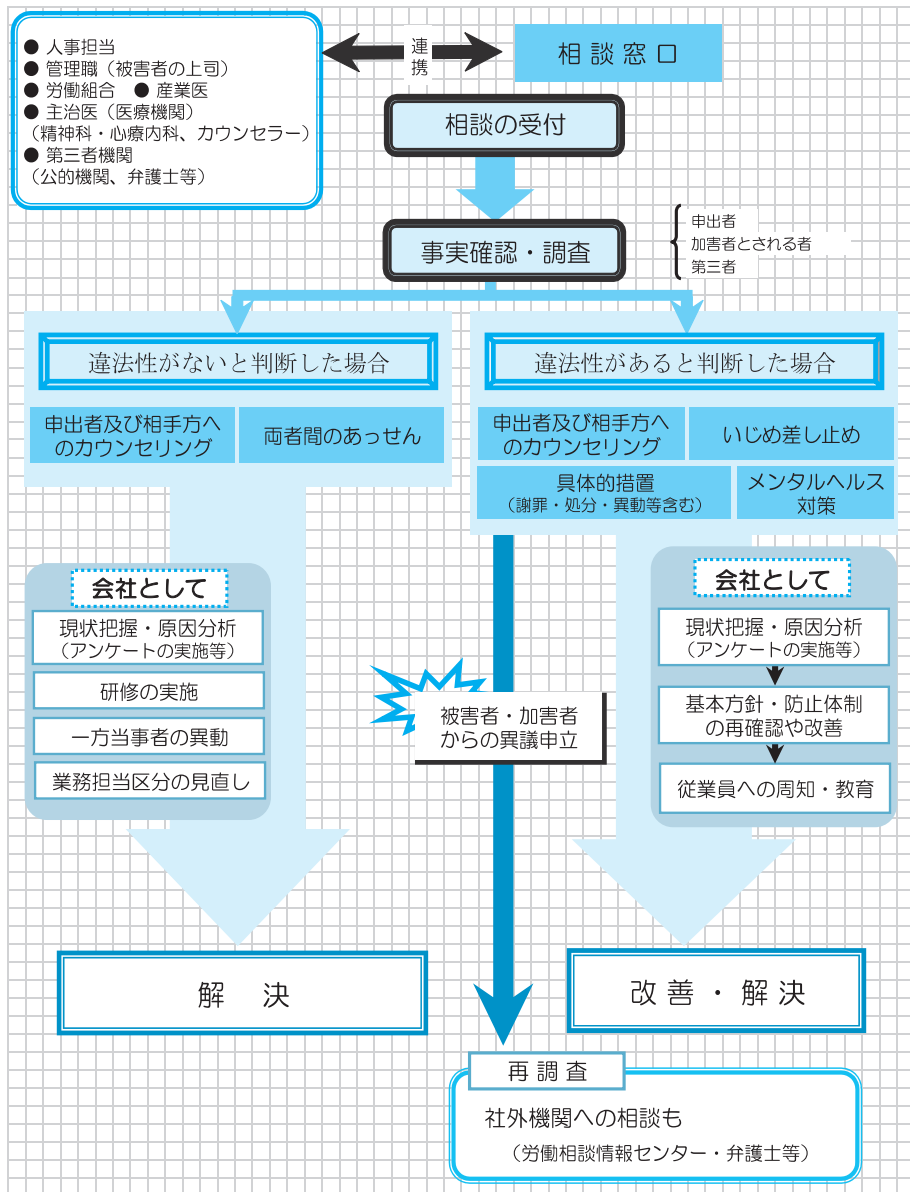 ● 人事担当
● 管理職（被害者の上司）
● 労働組合　● 産業医
● 主治医（医療機関）
（精神科・心療内科、カウンセラー）
● 第三者機関
（公的機関、弁護士等）
連
携
相談窓口
相談の受付
事実確認・調査
申出者
加害者とされる者
第三者
違法性がないと判断した場合
申出者及び相手方へ
のカウンセリング
両者間のあっせん
違法性があると判断した場合
申出者及び相手方へ
のカウンセリング
いじめ差し止め
具体的措置
（謝罪・処分・異動等含む）
メンタルヘルス
対策
会社として
現状把握・原因分析
（アンケートの実施等）
研修の実施
一方当事者の異動
業務担当区分の見直し
会社として
現状把握・原因分析
（アンケートの実施等）
基本方針・防止体制
の再確認や改善
従業員への周知・教育
被害者・加害者
からの異議申立
解　決
改善・解決
再調査
社外機関への相談も
（労働相談情報センター・弁護士等）